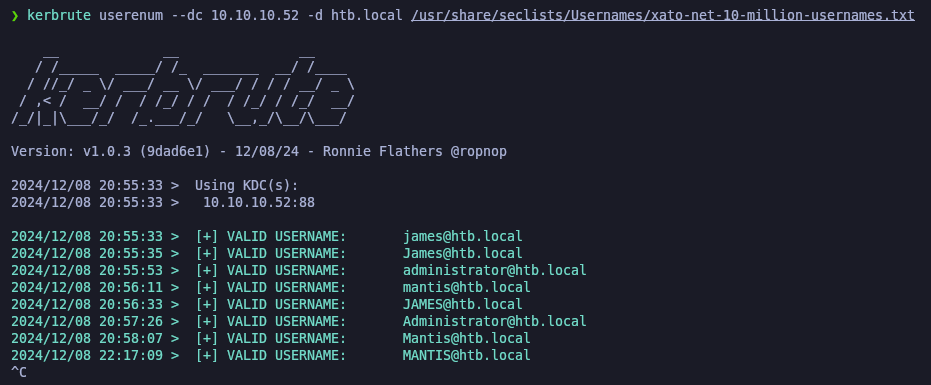 ❯ kerbrute userenum --dc 10.10.10.52 -d htb.local /usr/share/seclists/Usernames/xato-net-10-million-usernames.txt
    __             __               __
   / /_____  _____/ /_  _______  __/ /____
  / //_/ _ \/ ___/ __ \/ ___/ / / / __/ _ \
 / ,< /  __/ /  / /_/ / /  / /_/ / /_/  __/
/_/|_|\___/_/  /_.___/_/   \__,_/\__/\___/
Version: v1.0.3 (9dad6e1) - 12/08/24 - Ronnie Flathers @ropnop
2024/12/08 20:55:33 >  Using KDC(s):
2024/12/08 20:55:33 >   10.10.10.52:88
2024/12/08 20:55:33 >  [+] VALID USERNAME:       james@htb.local
2024/12/08 20:55:35 >  [+] VALID USERNAME:       James@htb.local
2024/12/08 20:55:53 >  [+] VALID USERNAME:       administrator@htb.local
2024/12/08 20:56:11 >  [+] VALID USERNAME:       mantis@htb.local
2024/12/08 20:56:33 >  [+] VALID USERNAME:       JAMES@htb.local
2024/12/08 20:57:26 >  [+] VALID USERNAME:       Administrator@htb.local
2024/12/08 20:58:07 >  [+] VALID USERNAME:       Mantis@htb.local
2024/12/08 22:17:09 >  [+] VALID USERNAME:       MANTIS@htb.local
^C